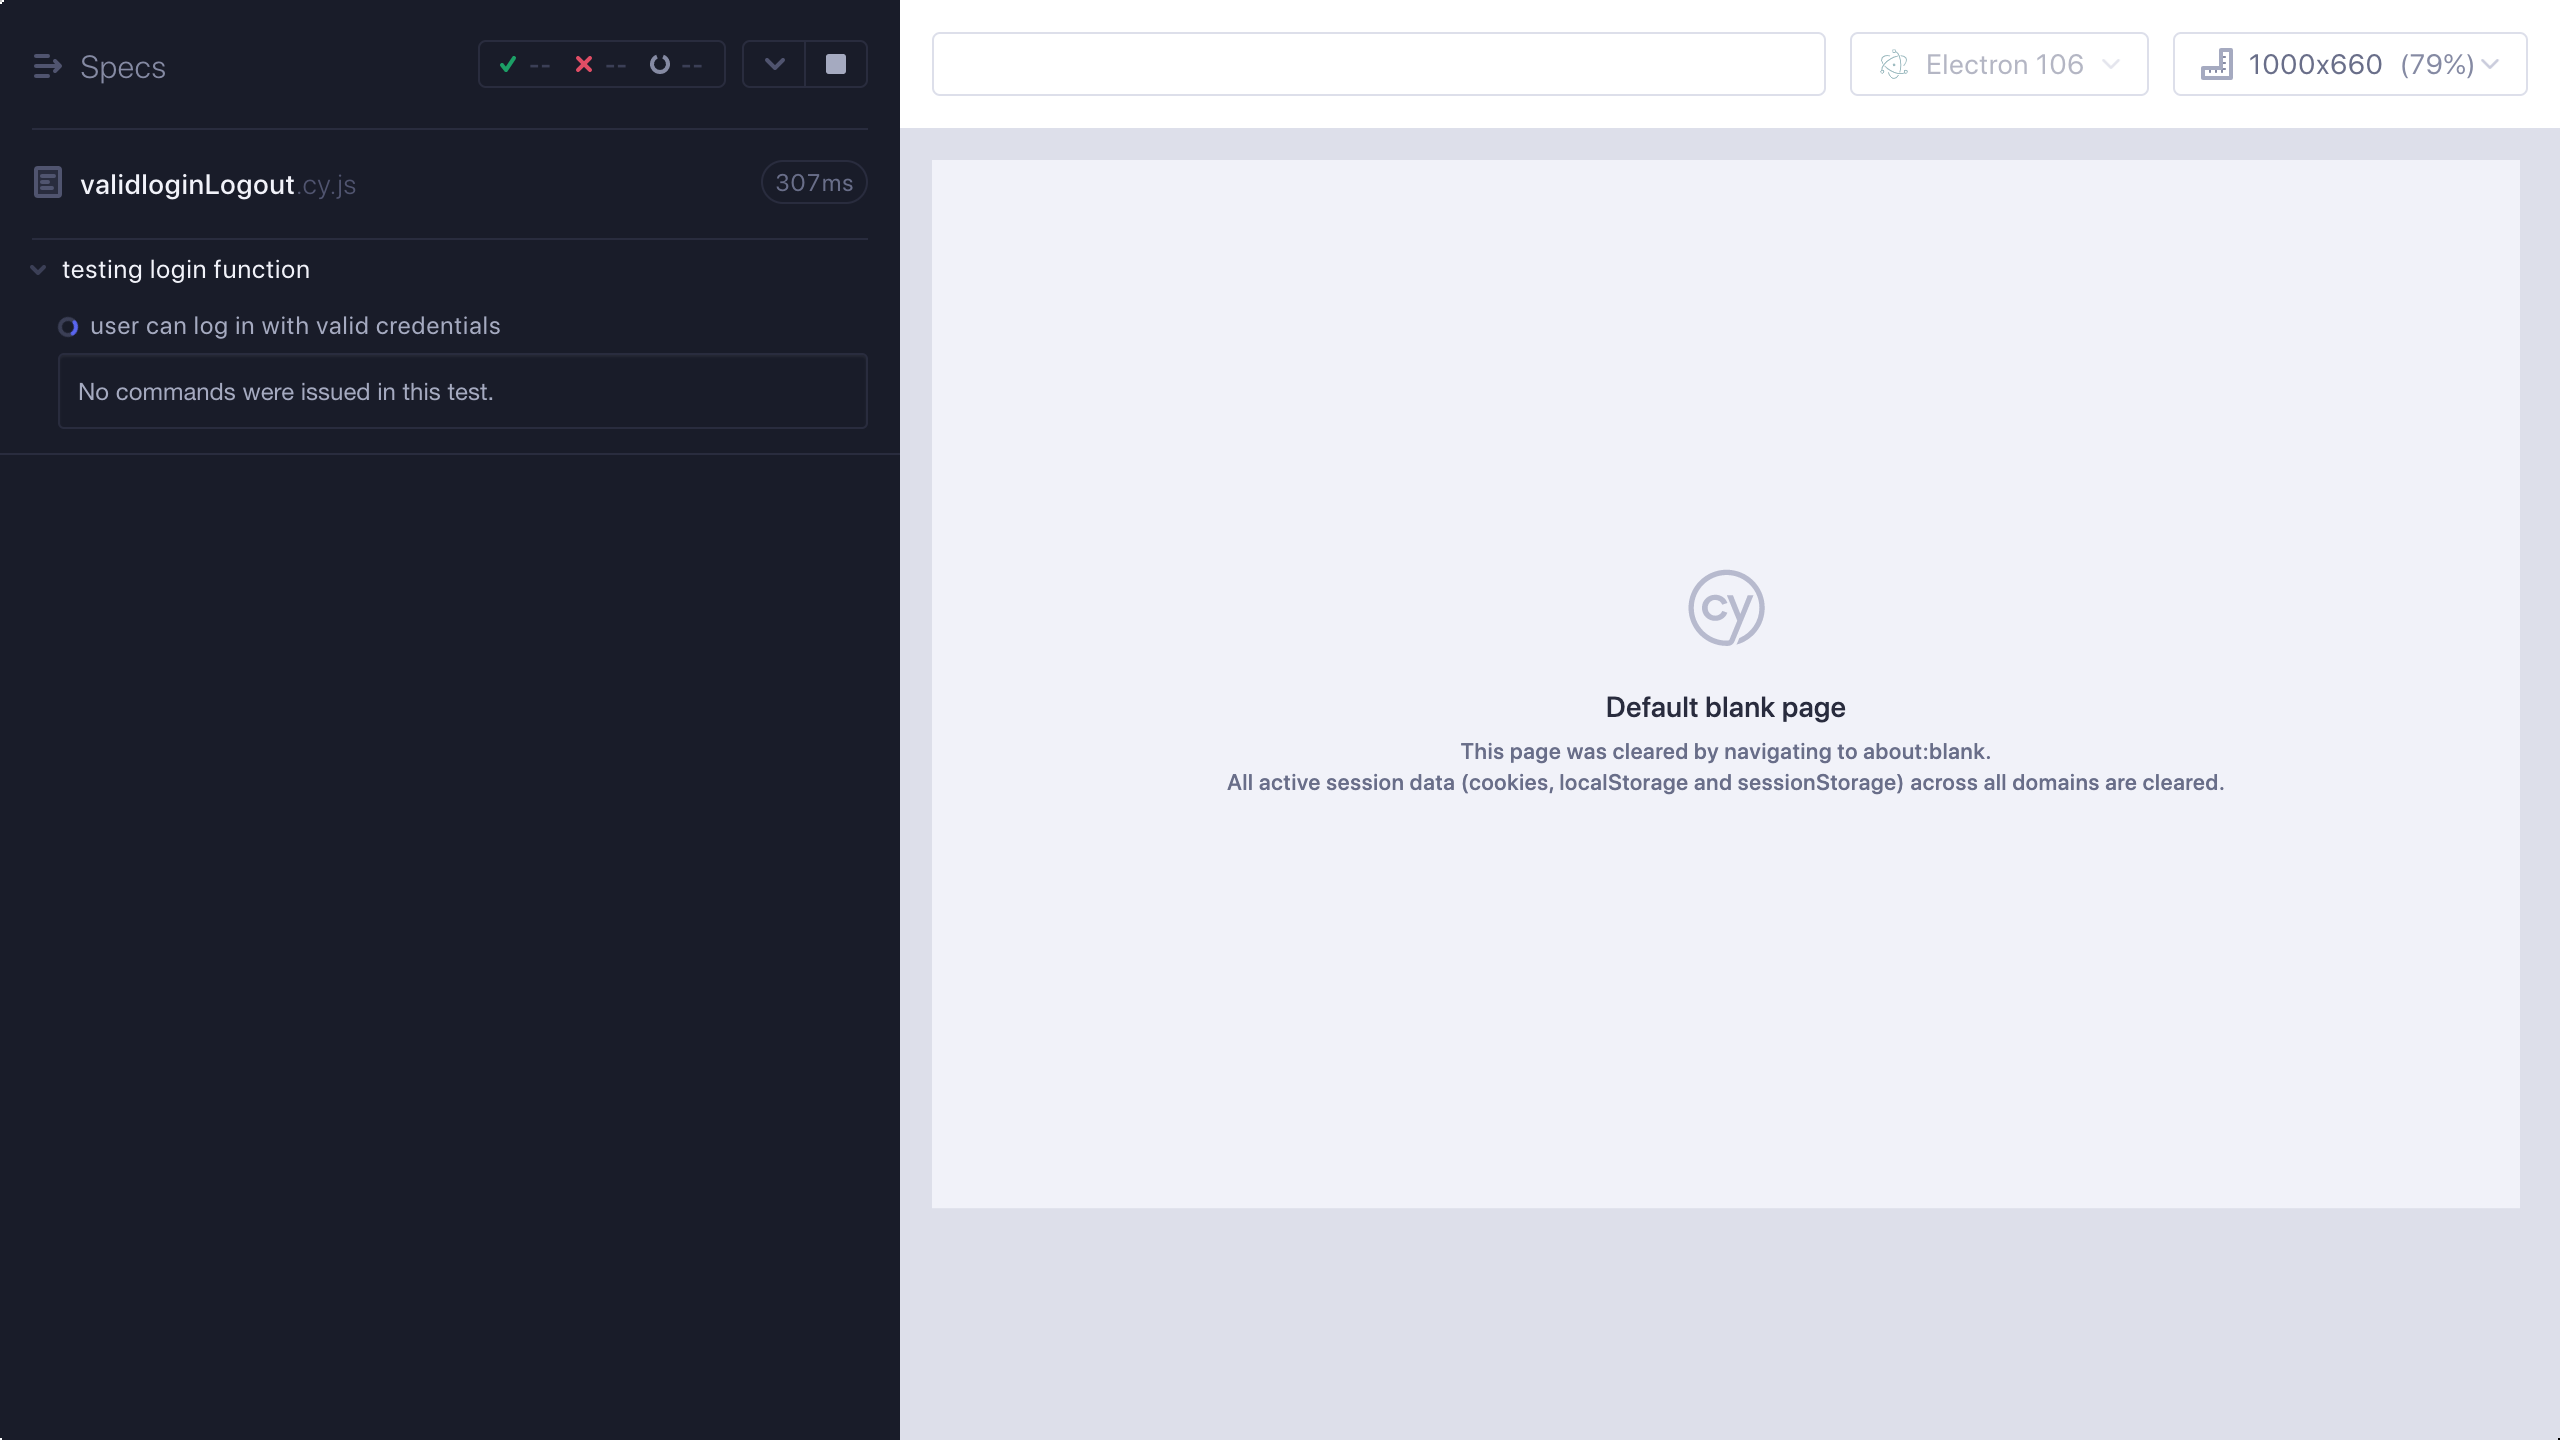 Specs
-- -- --
validloginLogout.cy.js
307ms
testing login function
user can log in with valid credentials
No commands were issued in this test.
Electron 106
1000x660 (79%)
cy
Default blank page
This page was cleared by navigating to about:blank.
All active session data (cookies, localStorage and sessionStorage) across all domains are cleared.